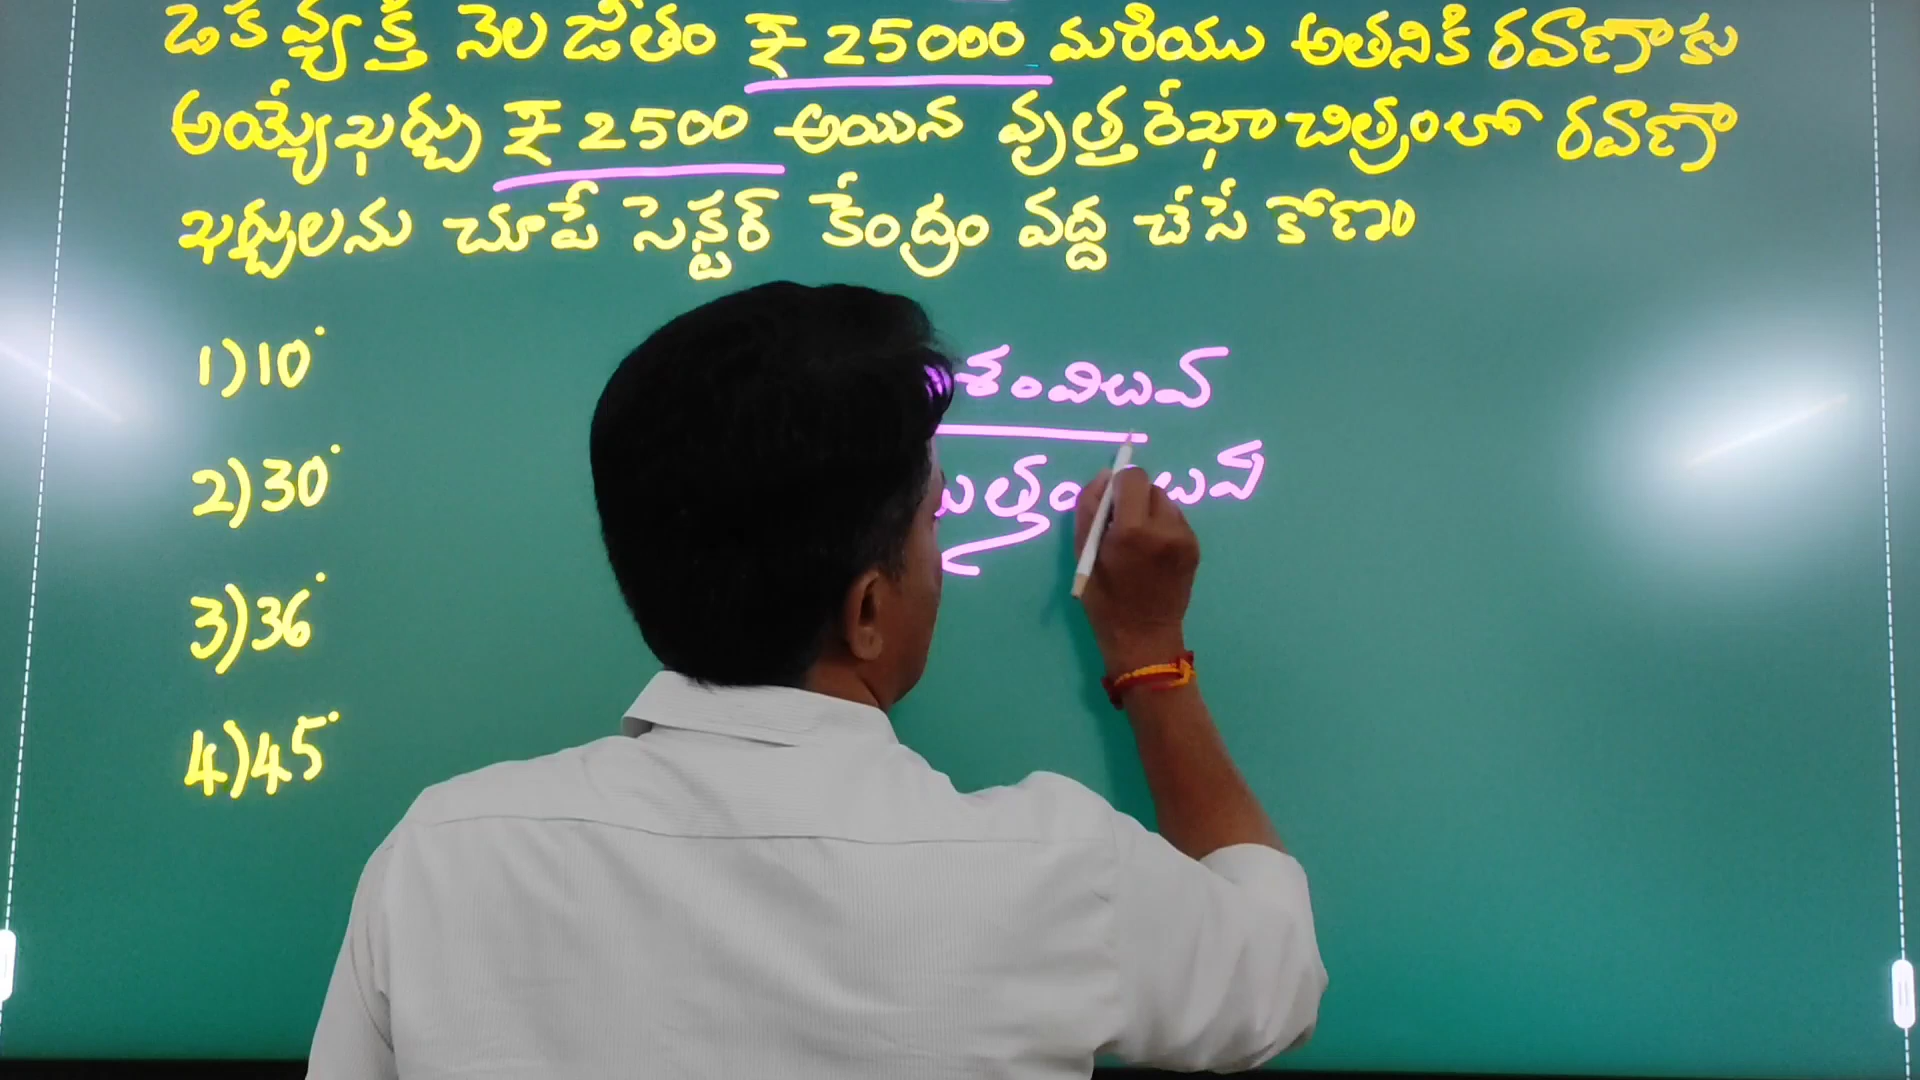 ఒక వ్యక్తి నెల జీతం ₹ 25000 మరియు అతనికి రవాణాకు
అయ్యే ఖర్చు ₹ 2500 అయిన వృత్త రేఖా చిత్రంలో రవాణా
ఖర్చులను చూపే సెక్టర్ కేంద్రం వద్ద చేసే కోణం
1) 10°
2) 30°
3) 36°
4) 45°
శం విలువ